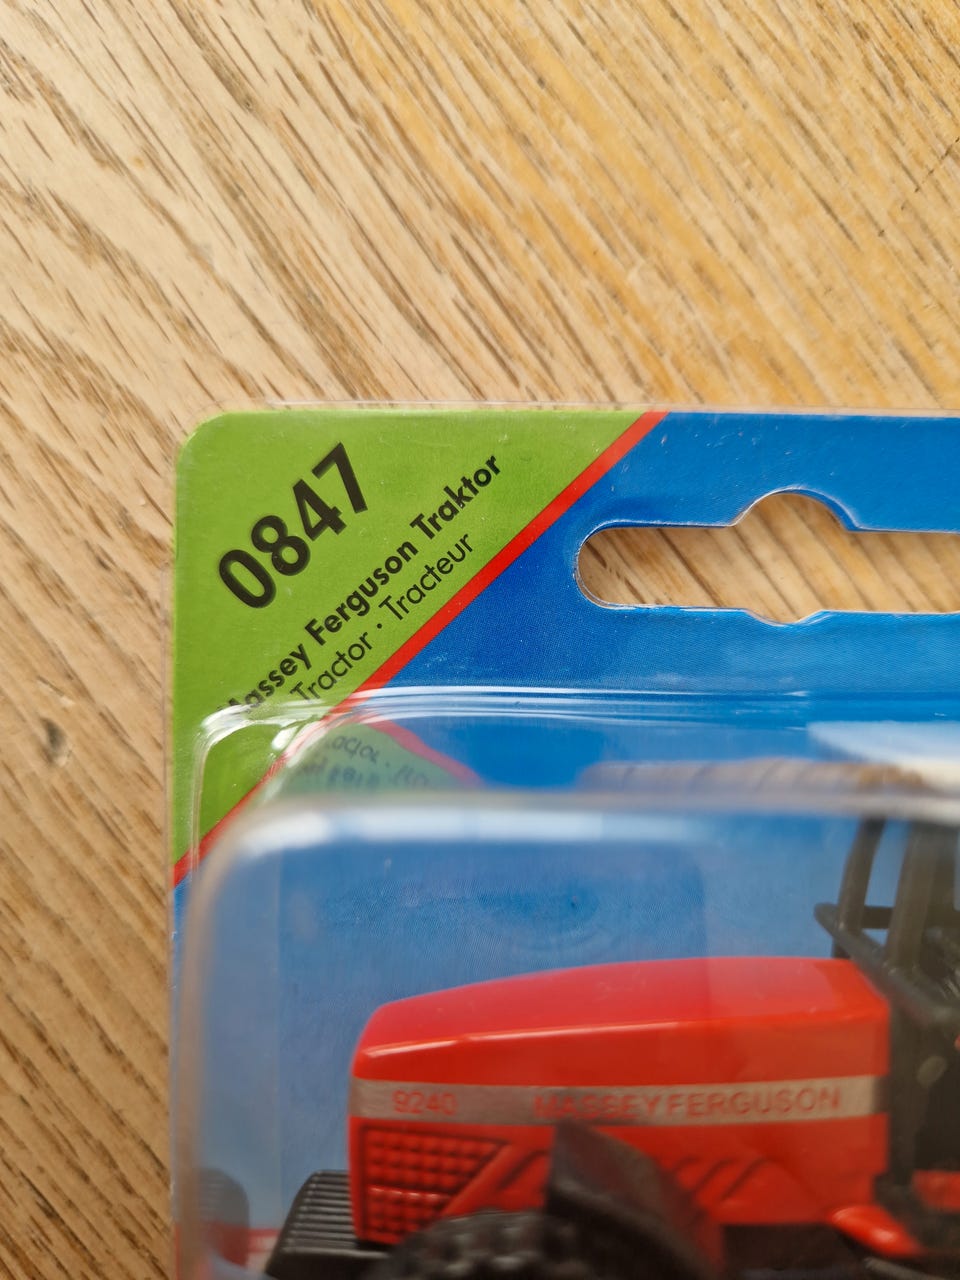 0847
Massey Ferguson Traktor
Tractor · Tracteur
9240 MASSEY FERGUSON